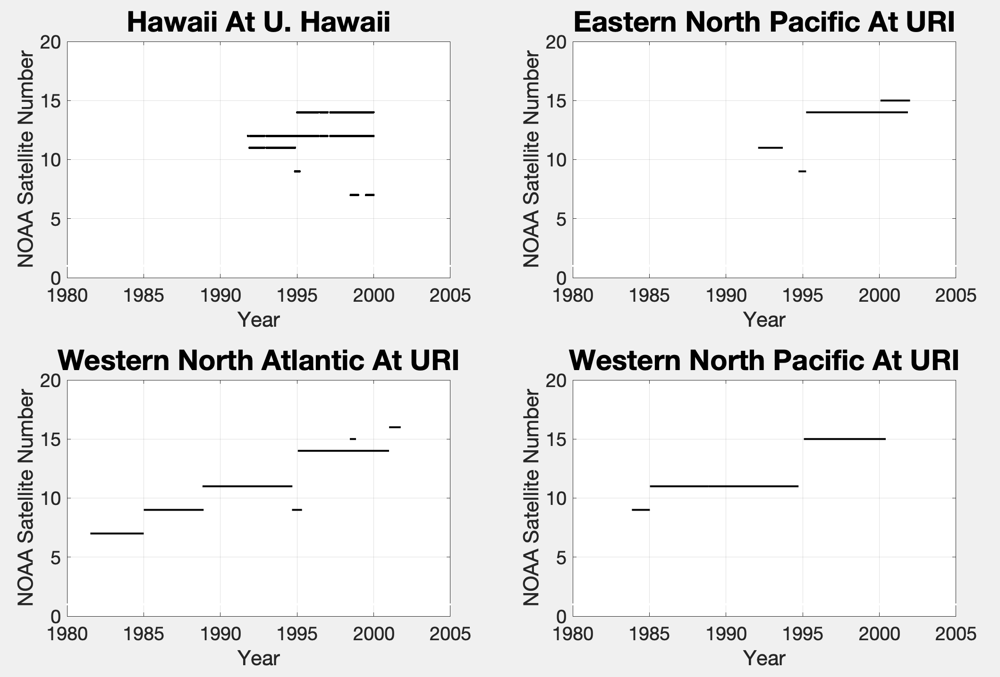 Hawaii At U. Hawaii
NOAA Satellite Number
20
15
10
5
0
1980 1985 1990 1995 2000 2005
Year
Eastern North Pacific At URI
NOAA Satellite Number
20
15
10
5
0
1980 1985 1990 1995 2000 2005
Year
Western North Atlantic At URI
NOAA Satellite Number
20
15
10
5
0
1980 1985 1990 1995 2000 2005
Year
Western North Pacific At URI
NOAA Satellite Number
20
15
10
5
0
1980 1985 1990 1995 2000 2005
Year